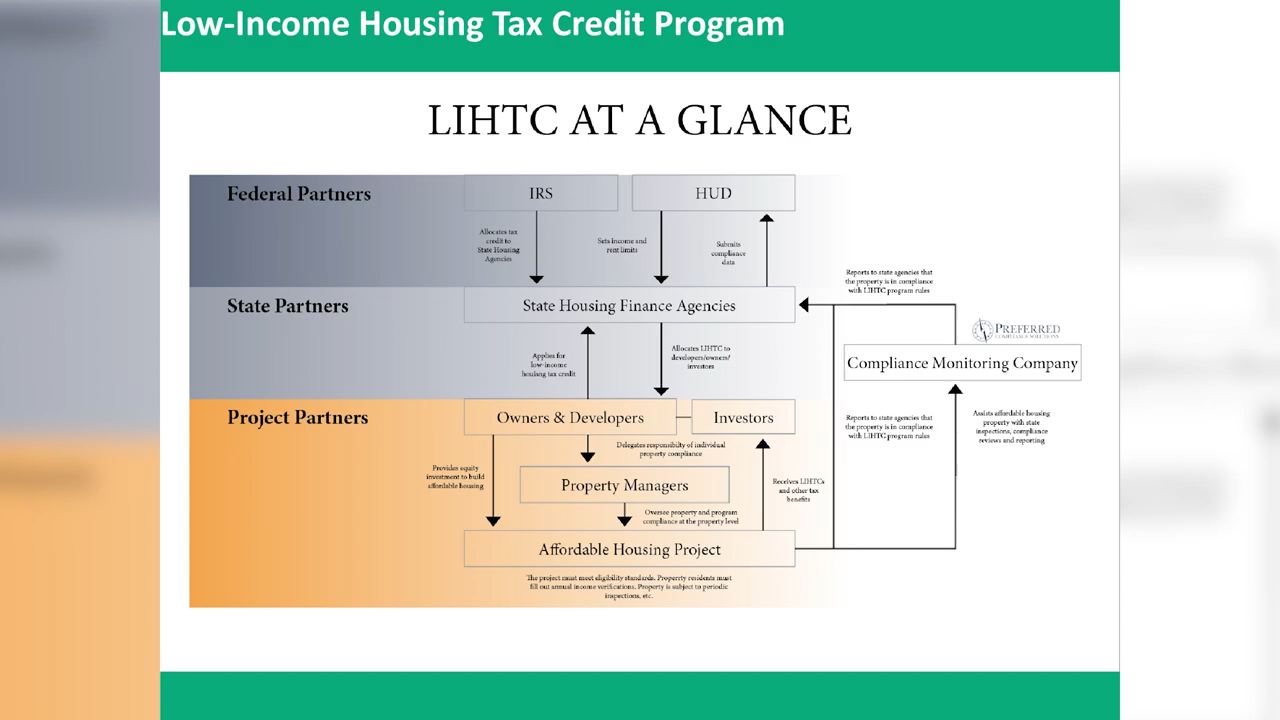 Low-Income Housing Tax Credit Program
LIHTC AT A GLANCE
Federal Partners
IRS
HUD
Allocates tax
credit to
State Housing
Agencies
Sets income and
rent limits
Submits
compliance
data
State Partners
State Housing Finance Agencies
Reports to state agencies that
the property is in compliance
with LIHTC program rules
PREFERRED
COMPLIANCE SOLUTIONS
Compliance Monitoring Company
Applies for
low-income
housing tax credit
Allocates LIHTC to
developers/owners/
investors
Project Partners
Owners & Developers
Investors
Reports to state agencies that
the property is in compliance
with LIHTC program rules
Assists affordable housing
property with state
inspections, compliance
reviews and reporting
Delegates responsibilty of individual
property compliance
Provides equity
investment to build
affordable housing
Property Managers
Receives LIHTCs
and other tax
benefits
Oversee property and program
compliance at the property level
Affordable Housing Project
The project must meet eligibility standards. Property residents must
fill out annual income verifications. Property is subject to periodic
inspections, etc.